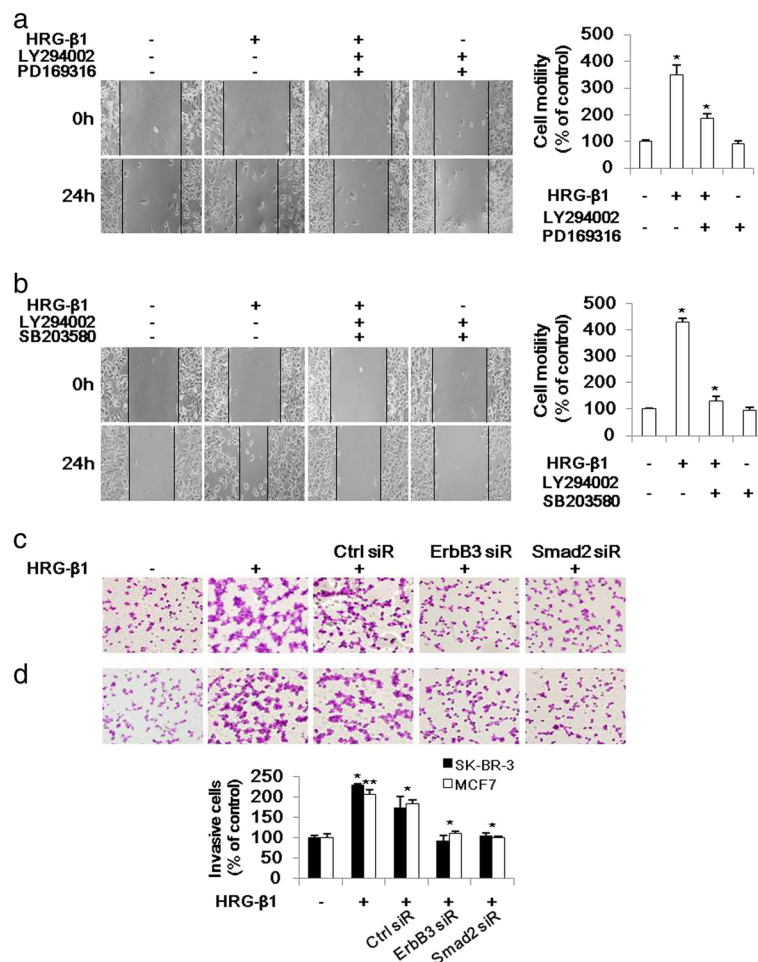 a
HRG-β1 - + + -
LY294002 - - + +
PD169316 - - + +
0h
24h
Cell motility
(% of control)
500
400
300
200
100
0
* *
HRG-β1 - + + -
LY294002
PD169316 - - + +
b
HRG-β1 - + + -
LY294002 - - + +
SB203580 - - + +
0h
24h
Cell motility
(% of control)
500
400
300
200
100
0
* *
HRG-β1 - + + -
LY294002
SB203580 - - + +
c
Ctrl siR ErbB3 siR Smad2 siR
HRG-β1 - + + + +
d
SK-BR-3
MCF7
Invasive cells
(% of control)
250
200
150
100
50
0
* ** * * *
HRG-β1 - + + + +
Ctrl siR
ErbB3 siR
Smad2 siR